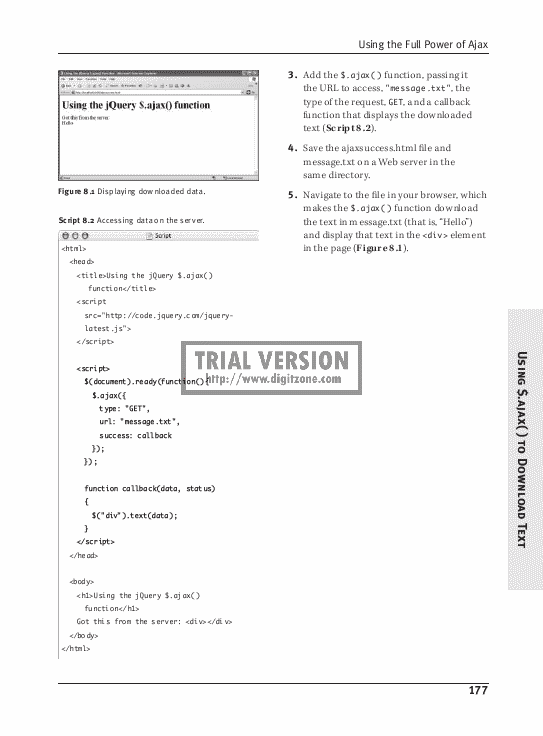 Using the Full Power of Ajax
Using the jQuery $.ajax() function
Got this from the server:
Hello
Figure 8.1 Displaying downloaded data.
Script 8.2 Accessing data on the server.
Script
<html>
<head>
<title>Using the jQuery $.ajax()
function</title>
<script
src="http://code.jquery.com/jquery-
latest.js">
</script>
<script>
$(document).ready(function(){
$.ajax({
type: "GET",
url: "message.txt",
success: callback
});
});
function callback(data, status)
{
$("div").text(data);
}
</script>
</head>
<body>
<h1>Using the jQuery $.ajax()
function</h1>
Got this from the server: <div></div>
</body>
</html>
3. Add the $.ajax() function, passing it
the URL to access, "message.txt", the
type of the request, GET, and a callback
function that displays the downloaded
text (Script 8.2).
4. Save the ajaxsuccess.html file and
message.txt on a Web server in the
same directory.
5. Navigate to the file in your browser, which
makes the $.ajax() function download
the text in message.txt (that is, “Hello”)
and display that text in the <div> element
in the page (Figure 8.1).
TRIAL VERSION
http://www.digitzone.com
Using $.ajax() to Download Text
177